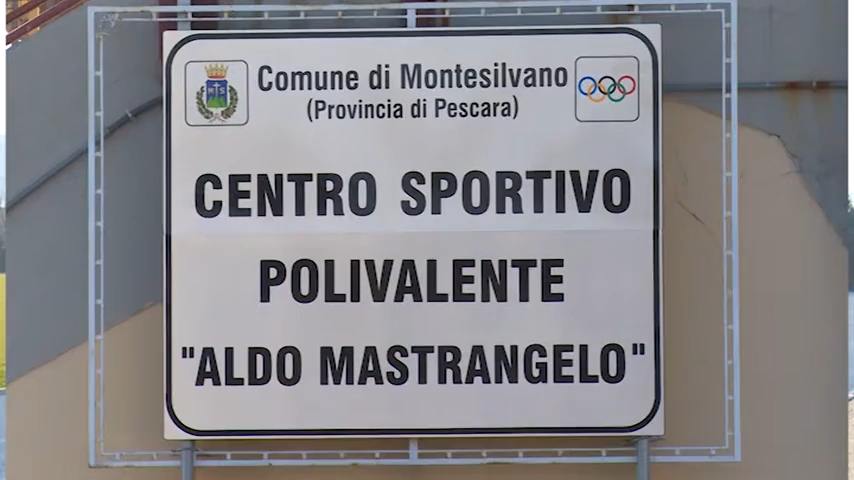 Comune di Montesilvano
(Provincia di Pescara)
CENTRO SPORTIVO
POLIVALENTE
"ALDO MASTRANGELO"